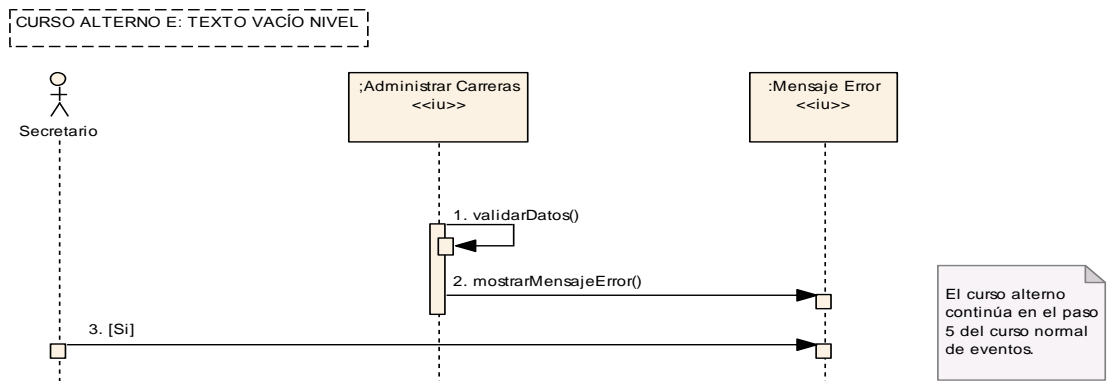 CURSO ALTERNO E: TEXTO VACÍO NIVEL
Secretario
;Administrar Carreras
<<iu>>
:Mensaje Error
<<iu>>
1. validarDatos()
2. mostrarMensajeError()
3. [Si]
El curso alterno
continúa en el paso
5 del curso normal
de eventos.